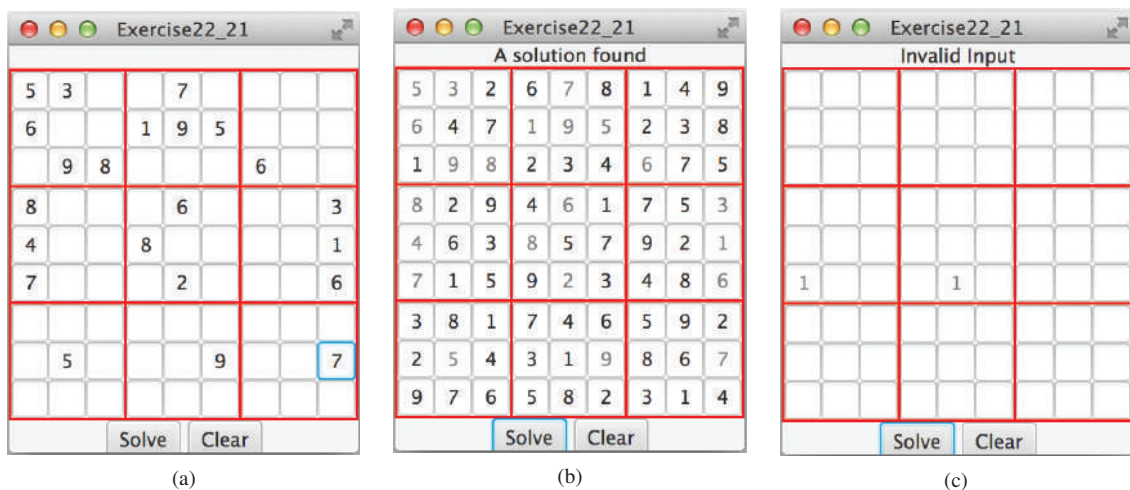 Exercise22_21
5 3 7
6 1 9 5
9 8 6
8 6 3
4 8 1
7 2 6
5 9 7
Solve Clear
(a)
Exercise22_21
A solution found
5 3 2 6 7 8 1 4 9
6 4 7 1 9 5 2 3 8
1 9 8 2 3 4 6 7 5
8 2 9 4 6 1 7 5 3
4 6 3 8 5 7 9 2 1
7 1 5 9 2 3 4 8 6
3 8 1 7 4 6 5 9 2
2 5 4 3 1 9 8 6 7
9 7 6 5 8 2 3 1 4
Solve Clear
(b)
Exercise22_21
Invalid Input
1 1
Solve Clear
(c)